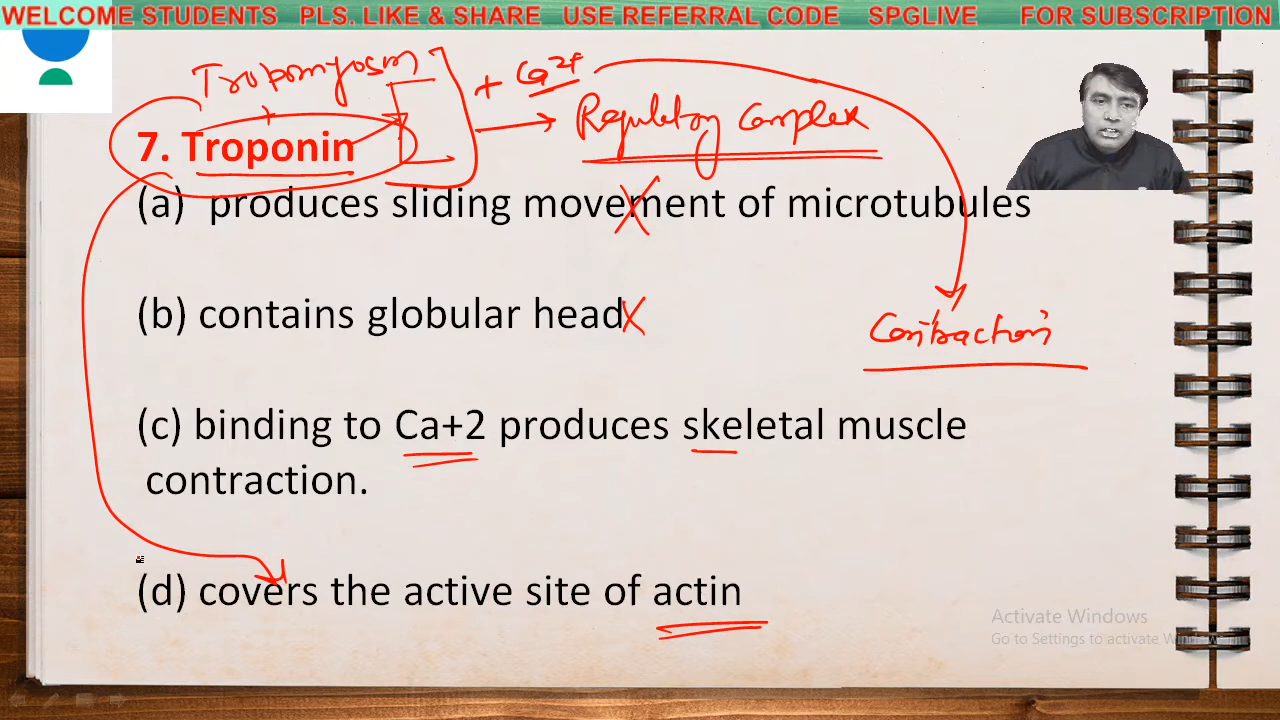 WELCOME STUDENTS PLS. LIKE & SHARE USE REFERRAL CODE SPGLIVE FOR SUBSCRIPTION
Tropomyosin
+
+ Ca2+
Regulatory Complex
7. Troponin
(a) produces sliding movement of microtubules
(b) contains globular head
Contraction
(c) binding to Ca+2 produces skeletal muscle
contraction.
(d) covers the active site of actin
Activate Windows
Go to Settings to activate Windows